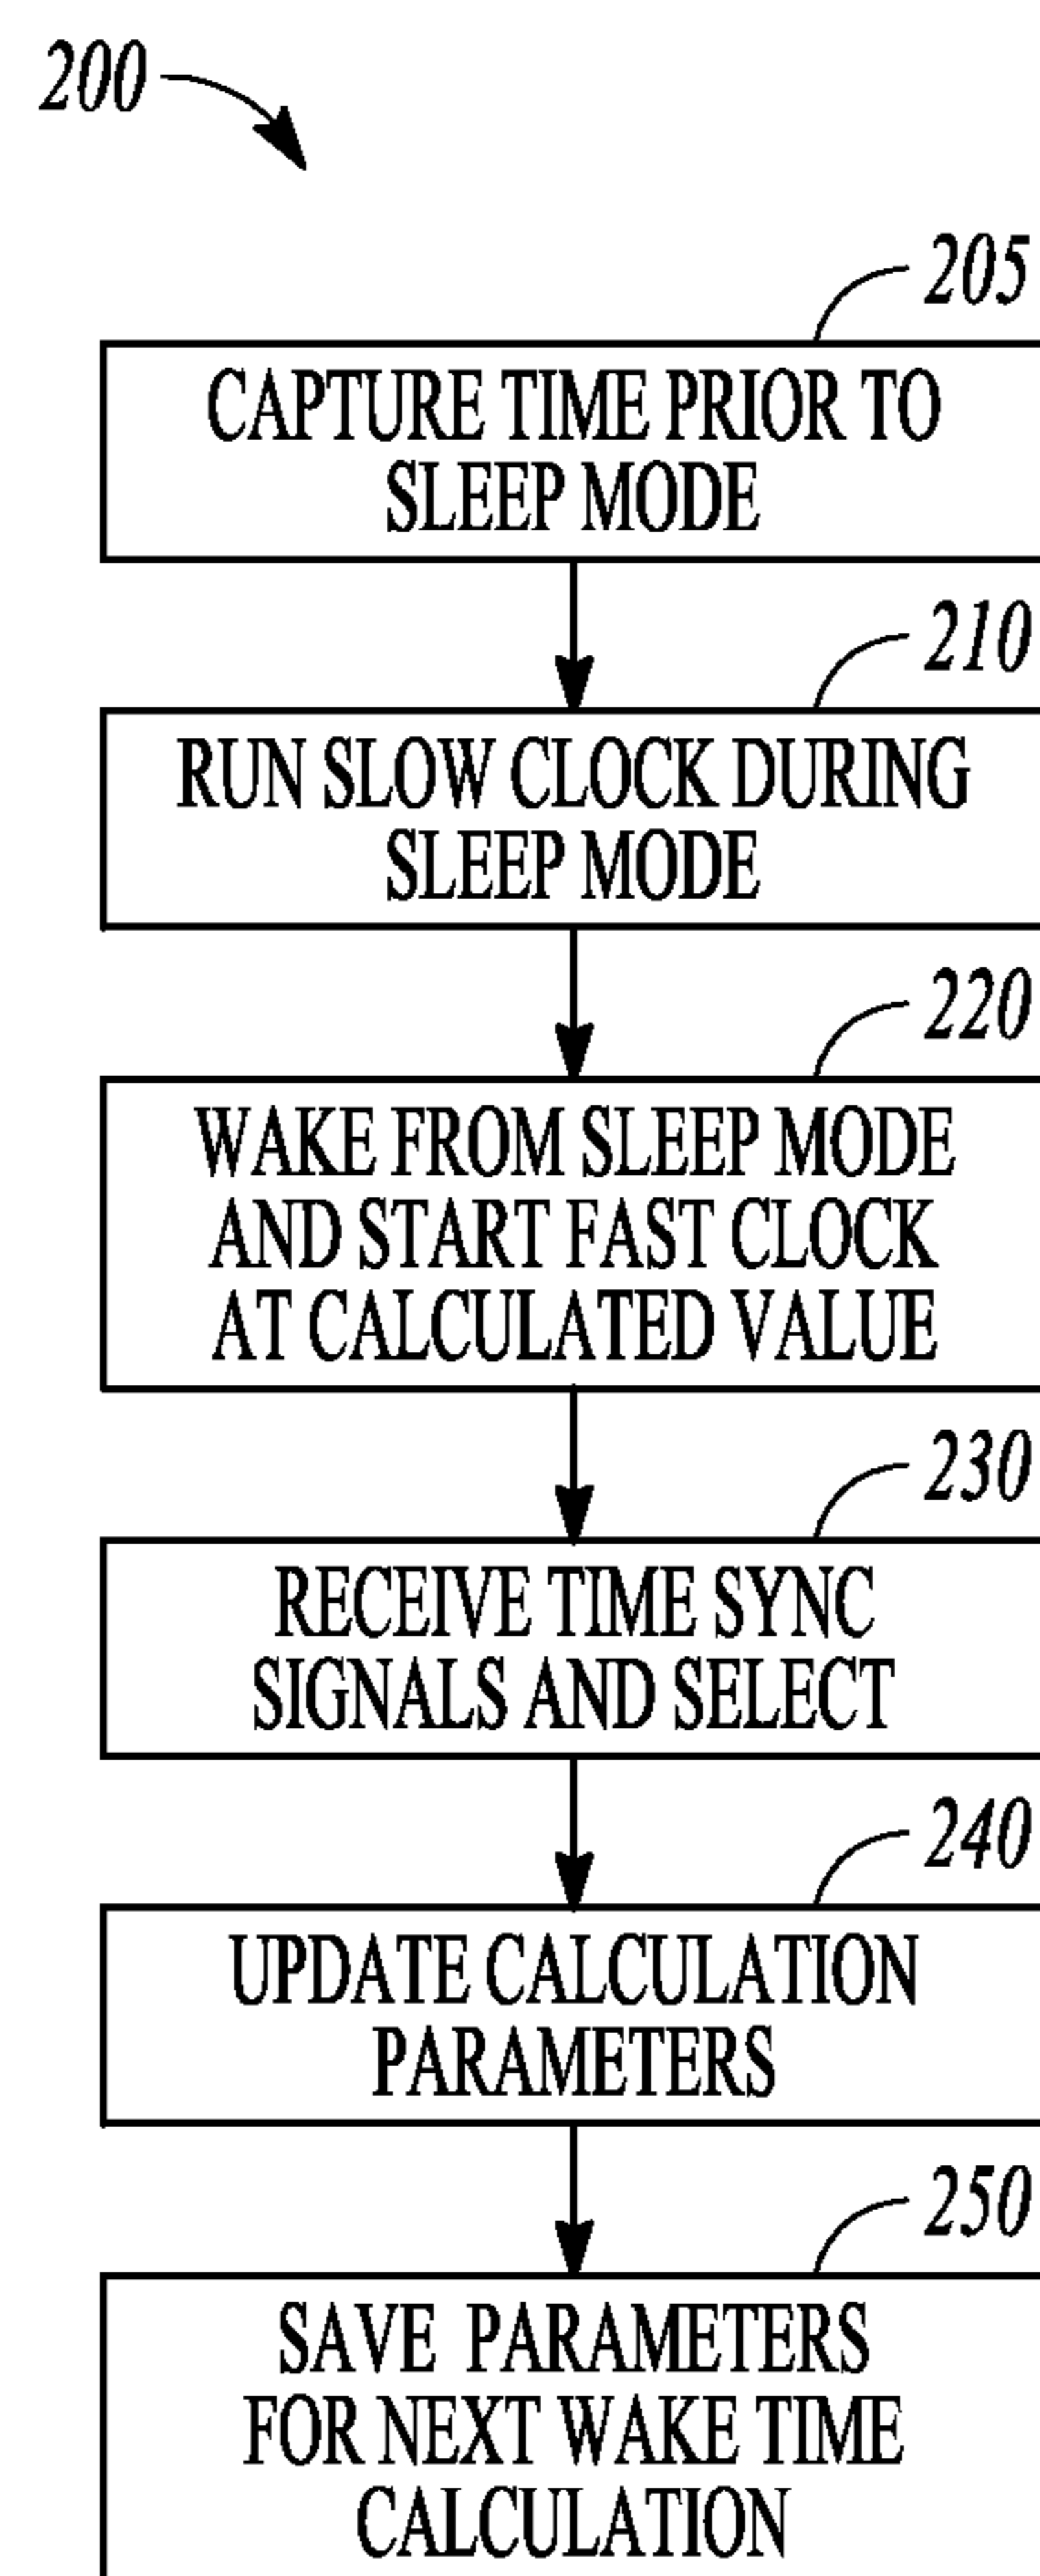 200
205
CAPTURE TIME PRIOR TO
SLEEP MODE
210
RUN SLOW CLOCK DURING
SLEEP MODE
220
WAKE FROM SLEEP MODE
AND START FAST CLOCK
AT CALCULATED VALUE
230
RECEIVE TIME SYNC
SIGNALS AND SELECT
240
UPDATE CALCULATION
PARAMETERS
250
SAVE PARAMETERS
FOR NEXT WAKE TIME
CALCULATION